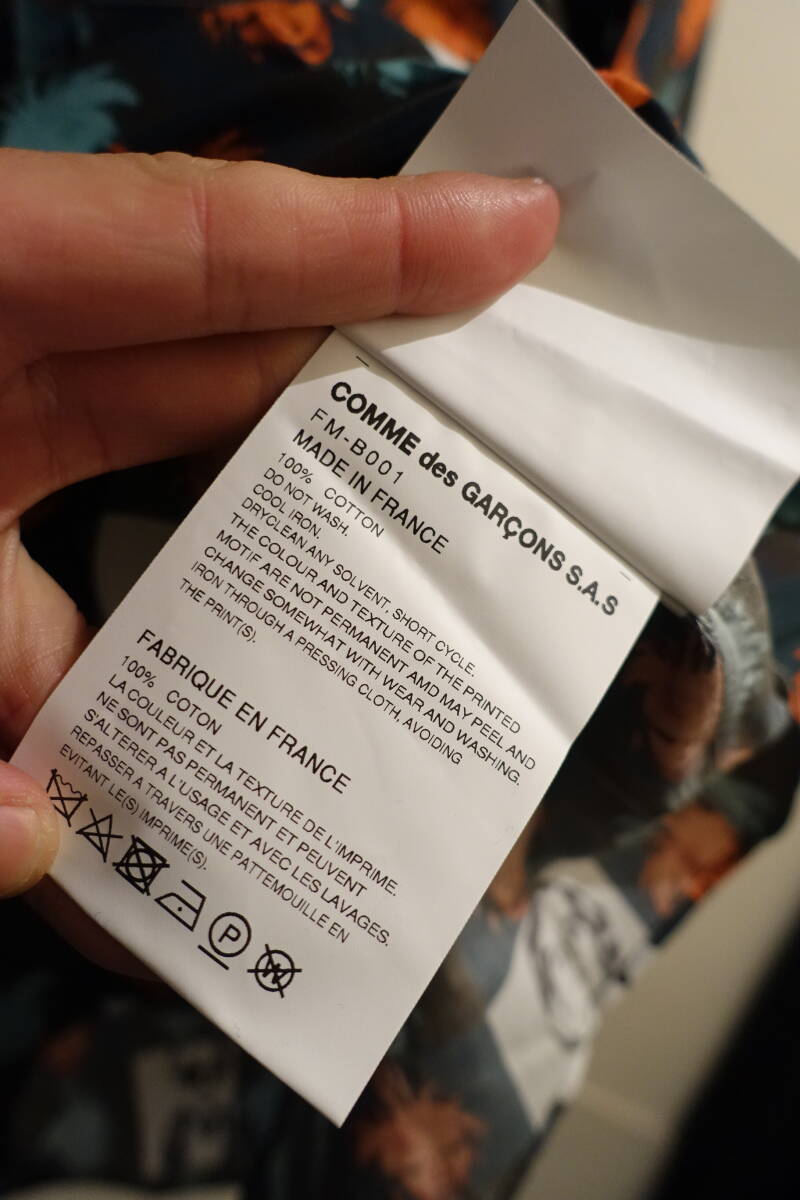 COMME des GARÇONS S.A.S
FM-B001
MADE IN FRANCE
100% COTTON
DO NOT WASH.
COOL IRON.
DRYCLEAN ANY SOLVENT, SHORT CYCLE.
THE COLOUR AND TEXTURE OF THE PRINTED
MOTIF ARE NOT PERMANENT AMD MAY PEEL AND
CHANGE SOMEWHAT WITH WEAR AND WASHING.
IRON THROUGH A PRESSING CLOTH, AVOIDING
THE PRINT(S).
FABRIQUE EN FRANCE
100% COTON
LA COULEUR ET LA TEXTURE DE L'IMPRIME.
NE SONT PAS PERMANENT ET PEUVENT
S'ALTERER A L'USAGE ET AVEC LES LAVAGES.
REPASSER A TRAVERS UNE PATTEMOUILLE EN
EVITANT LE(S) IMPRIME(S).
P W